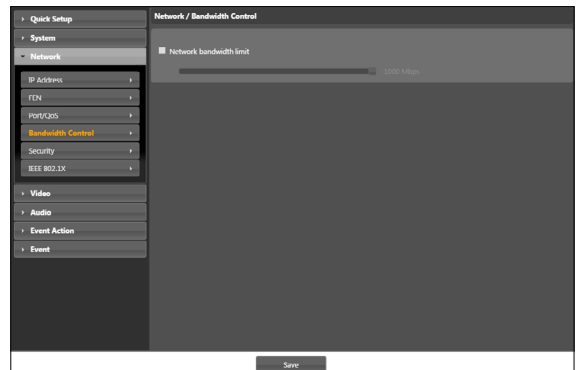 Quick Setup
System
Network
IP Address
FEN
Port/QoS
Bandwidth Control
Security
IEEE 802.1X
Video
Audio
Event Action
Event
Network / Bandwidth Control
Network bandwidth limit
1000 Mbps
Save